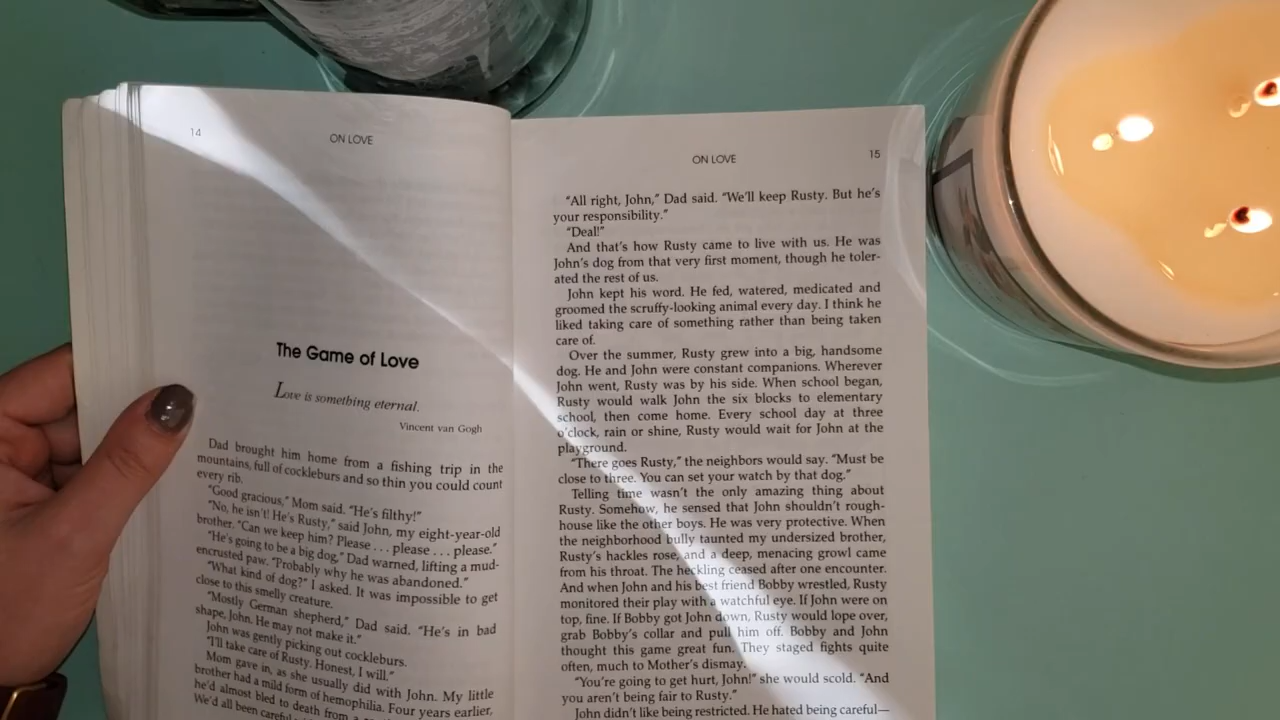 14
ON LOVE
The Game of Love
Love is something eternal.
Vincent van Gogh
Dad brought him home from a fishing trip in the
mountains, full of cockleburs and so thin you could count
every rib.
"Good gracious," Mom said. "He's filthy!"
"No, he isn't! He's Rusty," said John, my eight-year-old
brother. "Can we keep him? Please . . . please . . . please."
"He's going to be a big dog," Dad warned, lifting a mud-
encrusted paw. "Probably why he was abandoned."
"What kind of dog?" I asked. It was impossible to get
close to this smelly creature.
"Mostly German shepherd," Dad said. "He's in bad
shape, John. He may not make it."
John was gently picking out cockleburs.
"I'll take care of Rusty. Honest, I will."
Mom gave in, as she usually did with John. My little
brother had a mild form of hemophilia. Four years earlier,
he'd almost bled to death from a
We'd all been careful
ON LOVE
15
"All right, John," Dad said. "We'll keep Rusty. But he's
your responsibility."
"Deal!"
And that's how Rusty came to live with us. He was
John's dog from that very first moment, though he toler-
ated the rest of us.
John kept his word. He fed, watered, medicated and
groomed the scruffy-looking animal every day. I think he
liked taking care of something rather than being taken
care of.
Over the summer, Rusty grew into a big, handsome
dog. He and John were constant companions. Wherever
John went, Rusty was by his side. When school began,
Rusty would walk John the six blocks to elementary
school, then come home. Every school day at three
o'clock, rain or shine, Rusty would wait for John at the
playground.
"There goes Rusty," the neighbors would say. "Must be
close to three. You can set your watch by that dog."
Telling time wasn't the only amazing thing about
Rusty. Somehow, he sensed that John shouldn't rough-
house like the other boys. He was very protective. When
the neighborhood bully taunted my undersized brother,
Rusty's hackles rose, and a deep, menacing growl came
from his throat. The heckling ceased after one encounter.
And when John and his best friend Bobby wrestled, Rusty
monitored their play with a watchful eye. If John were on
top, fine. If Bobby got John down, Rusty would lope over,
grab Bobby's collar and pull him off. Bobby and John
thought this game great fun. They staged fights quite
often, much to Mother's dismay.
"You're going to get hurt, John!" she would scold. "And
you aren't being fair to Rusty."
John didn't like being restricted. He hated being careful—